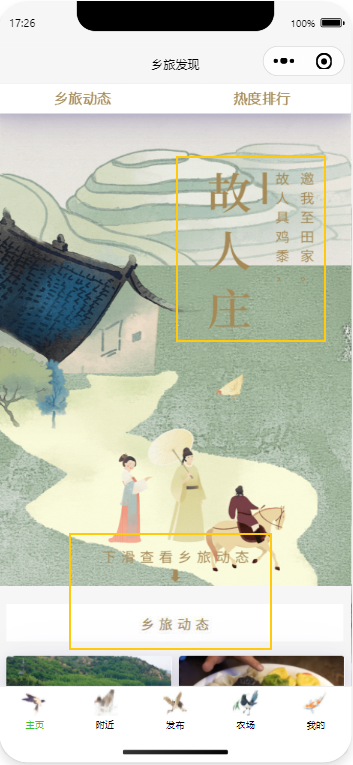 17:26
100%
乡旅发现
乡旅动态
热度排行
故人庄
邀我至田家
故人具鸡黍
下滑查看乡旅动态
乡旅动态
主页
附近
发布
农场
我的